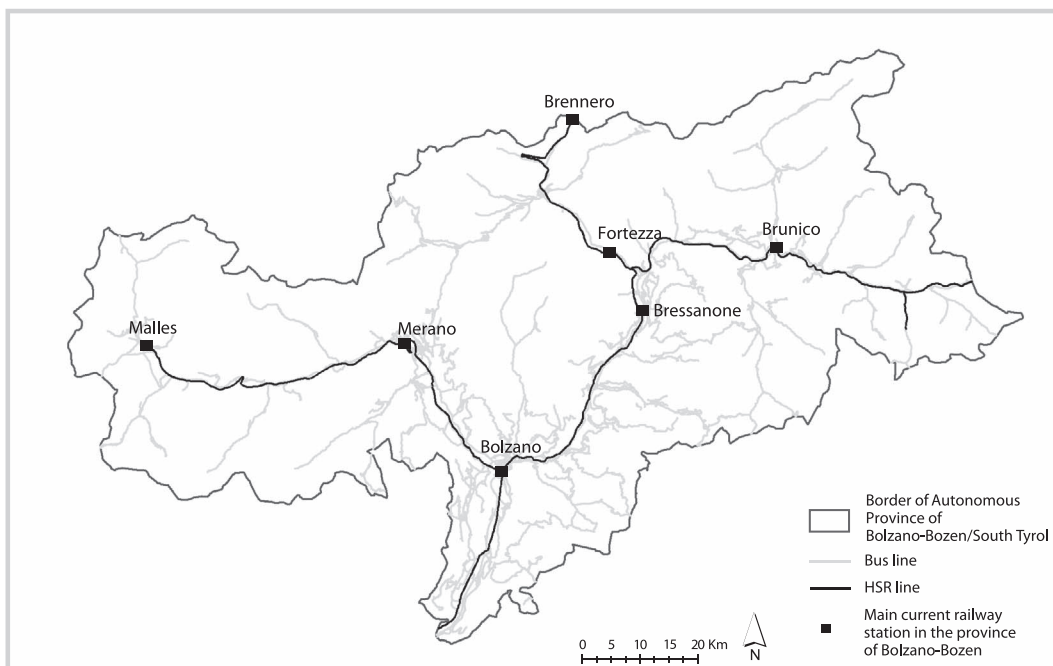 Brennero
Fortezza
Brunico
Bressanone
Malles
Merano
Bolzano
Border of Autonomous
Province of
Bolzano-Bozen/South Tyrol
Bus line
HSR line
Main current railway
station in the province
of Bolzano-Bozen
0 5 10 15 20 Km
N